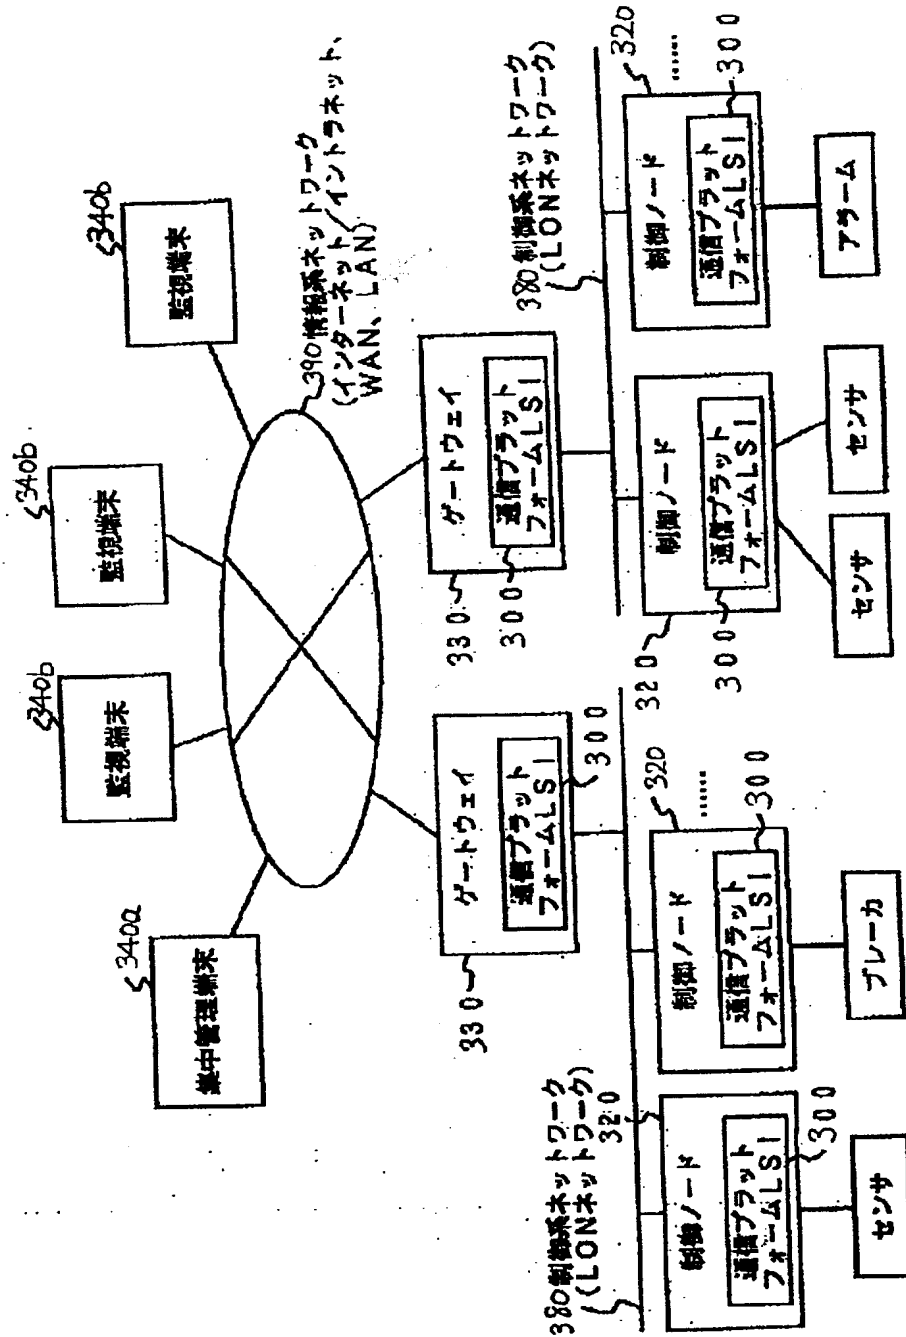 集中管理端末
340a
監視端末
340b
監視端末
340b
監視端末
340b
390情報系ネットワーク
(インターネット/イントラネット、
WAN、LAN)
ゲートウェイ
通信プラット
フォームLSI
330
300
ゲートウェイ
通信プラット
フォームLSI
330
300
380制御系ネットワーク
(LONネットワーク)
320
制御ノード
通信プラット
フォームLSI
300
センサ
320
……
制御ノード
通信プラット
フォームLSI
300
ブレーカ
380制御系ネットワーク
(LONネットワーク)
制御ノード
通信プラット
フォームLSI
320
300
センサ
センサ
320
……
制御ノード
通信プラット
フォームLSI
300
アラーム